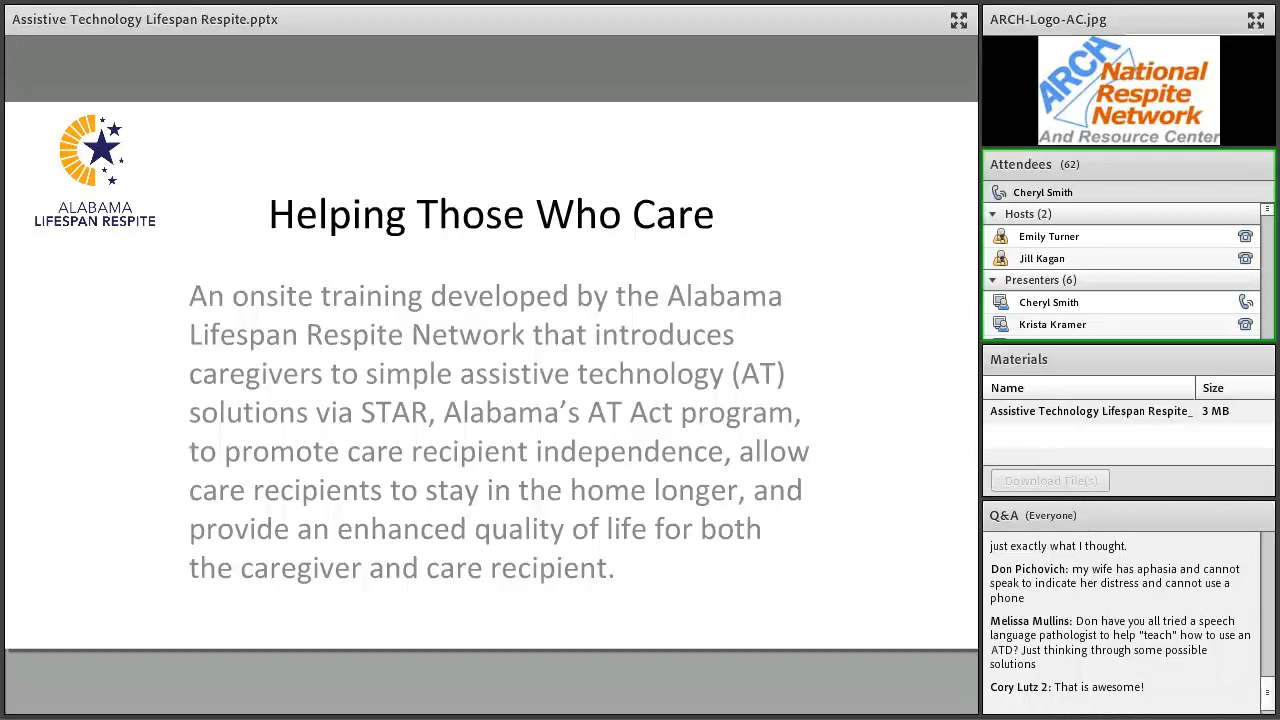 Assistive Technology Lifespan Respite.pptx
ALABAMA
LIFESPAN RESPITE
Helping Those Who Care
An onsite training developed by the Alabama
Lifespan Respite Network that introduces
caregivers to simple assistive technology (AT)
solutions via STAR, Alabama’s AT Act program,
to promote care recipient independence, allow
care recipients to stay in the home longer, and
provide an enhanced quality of life for both
the caregiver and care recipient.
ARCH-Logo-AC.jpg
ARCH
National
Respite
Network
And Resource Center
Attendees (62)
Cheryl Smith
Hosts (2)
Emily Turner
Jill Kagan
Presenters (6)
Cheryl Smith
Krista Kramer
Materials
Name Size
Assistive Technology Lifespan Respite_ 3 MB
Download File(s)
Q&A (Everyone)
just exactly what I thought.
Don Pichovich: my wife has aphasia and cannot
speak to indicate her distress and cannot use a
phone
Melissa Mullins: Don have you all tried a speech
language pathologist to help "teach" how to use an
ATD? Just thinking through some possible
solutions
Cory Lutz 2: That is awesome!